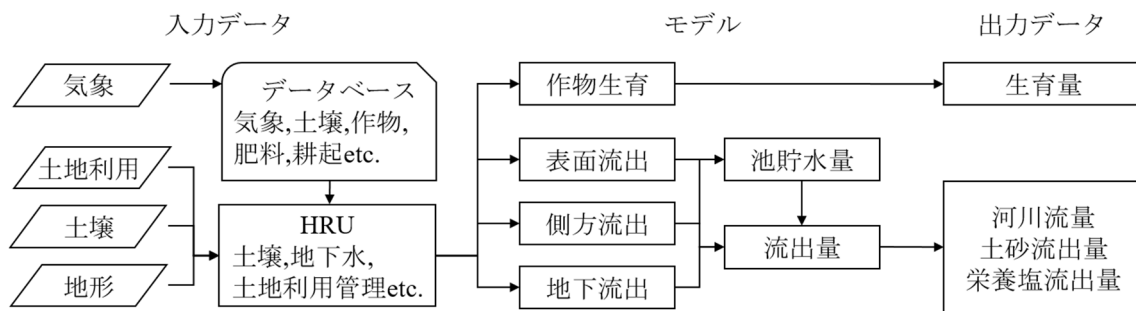 入力データ
モデル
出力データ
気象
データベース
気象,土壌,作物,
肥料,耕起etc.
土地利用
土壌
地形
HRU
土壌,地下水,
土地利用管理etc.
作物生育
表面流出
側方流出
地下流出
池貯水量
流出量
生育量
河川流量
土砂流出量
栄養塩流出量